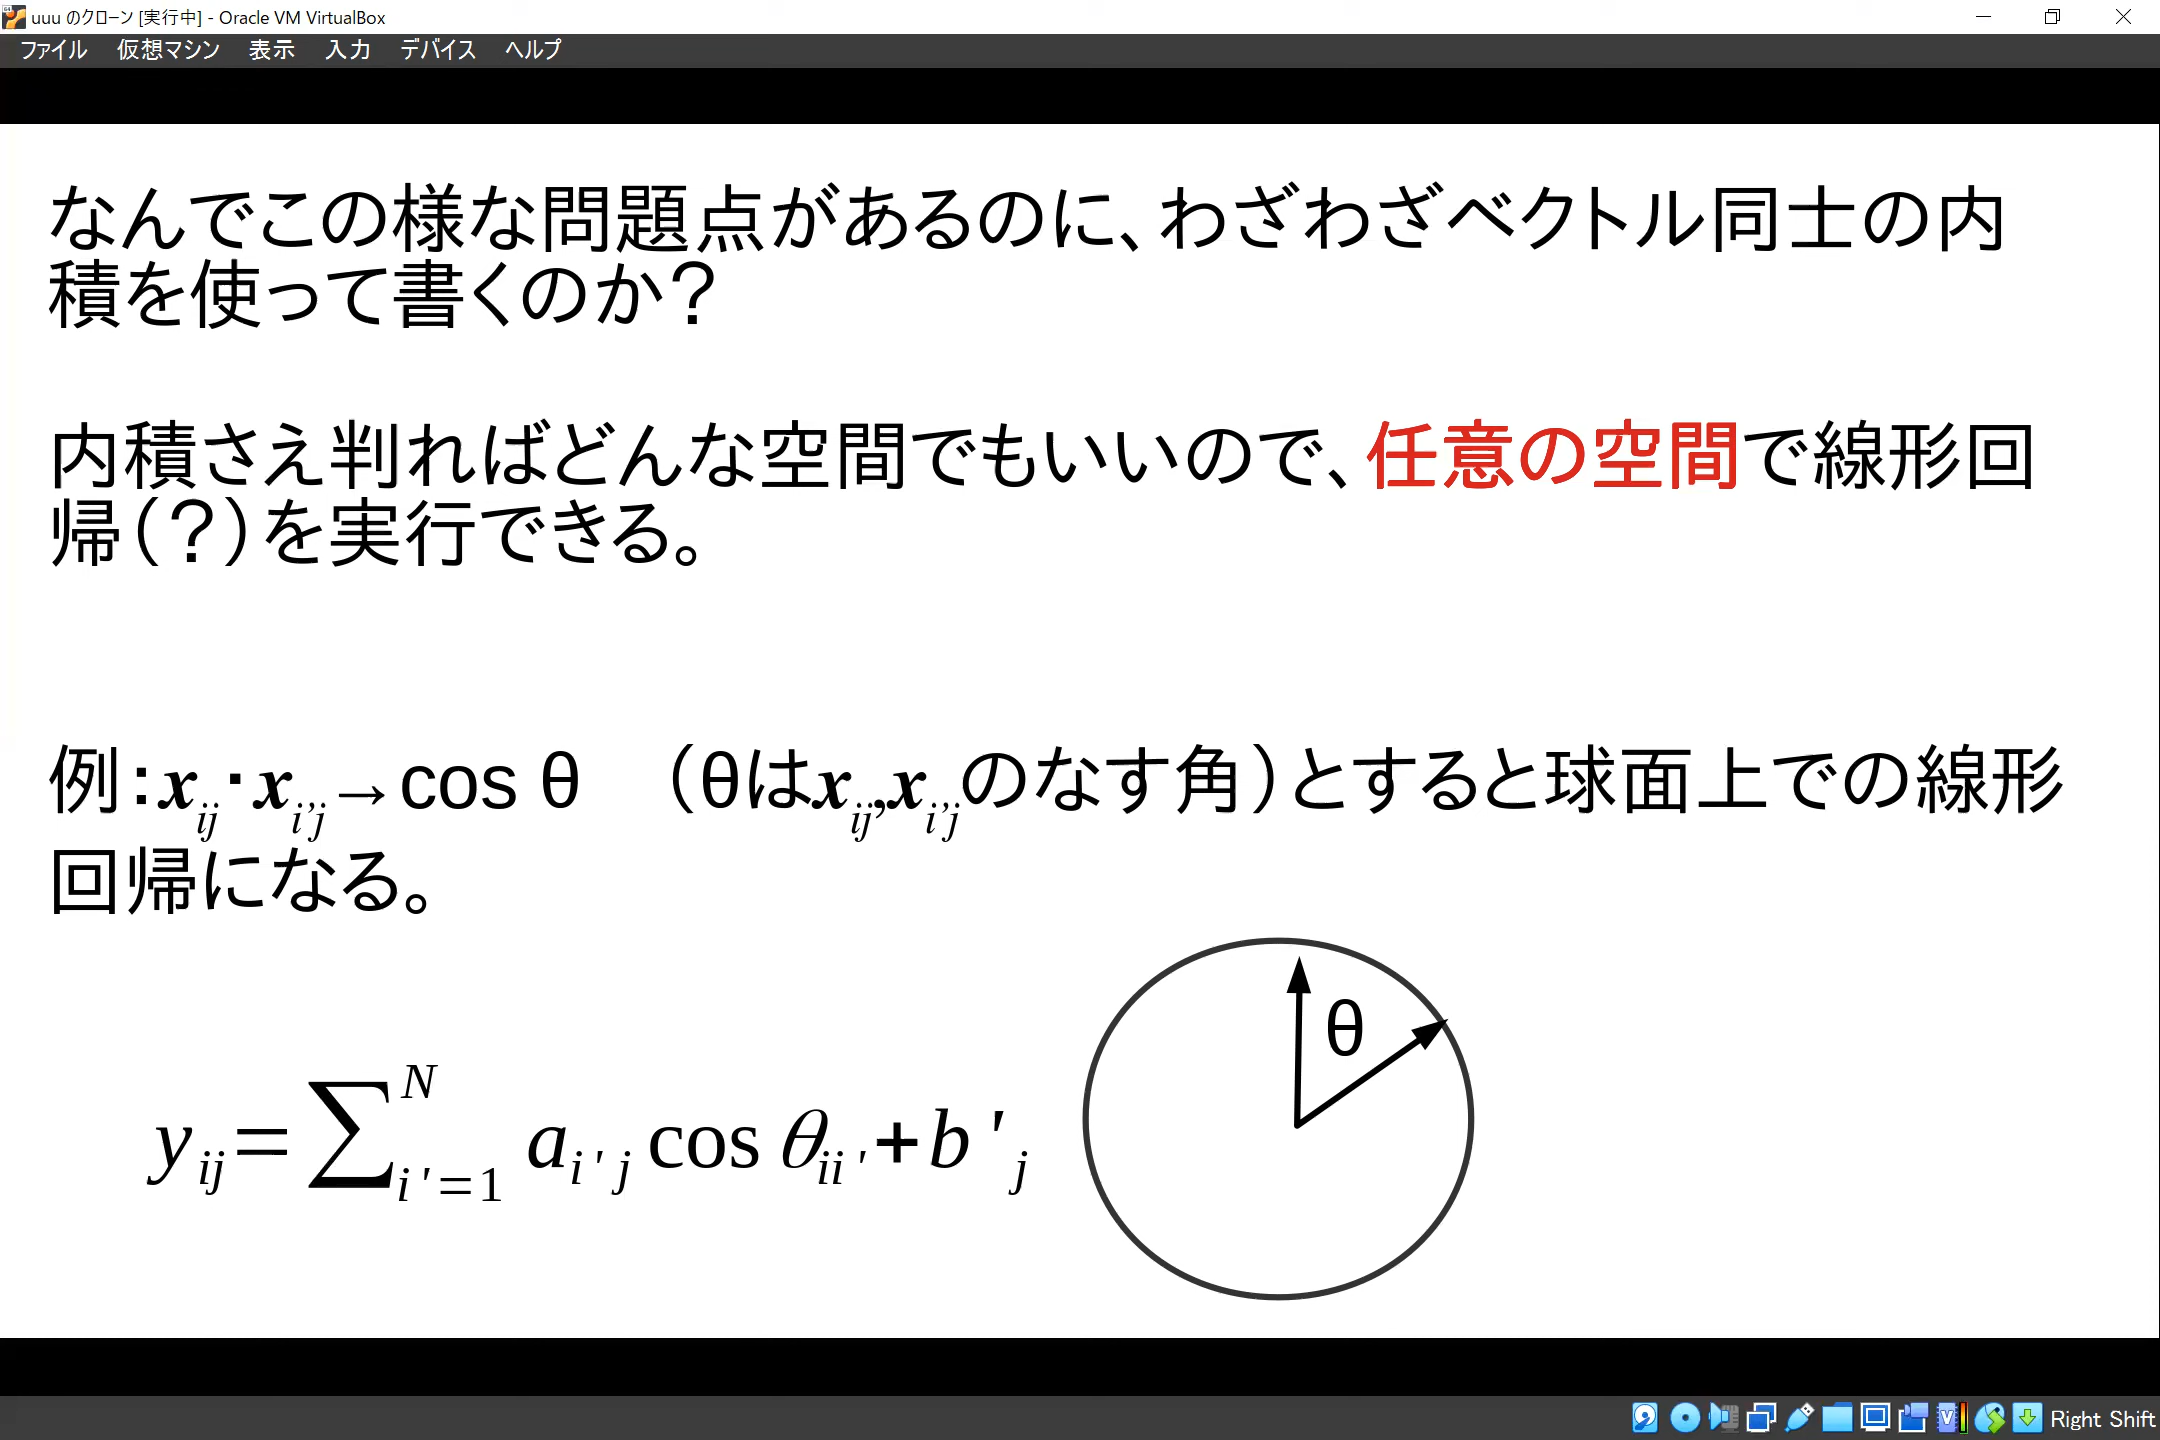 uuu のクローン [実行中] - Oracle VM VirtualBox
ファイル 仮想マシン 表示 入力 デバイス ヘルプ
なんでこの様な問題点があるのに、わざわざベクトル同士の内
積を使って書くのか？
内積さえ判ればどんな空間でもいいので、任意の空間で線形回
帰（？）を実行できる。
例：x_ij・x_i'j→cos θ　（θはx_ij,x_i'jのなす角）とすると球面上での線形
回帰になる。
θ
y_ij=∑_{i'=1}^N a_{i'j} cos θ_{ii'}+b'_j
Right Shift